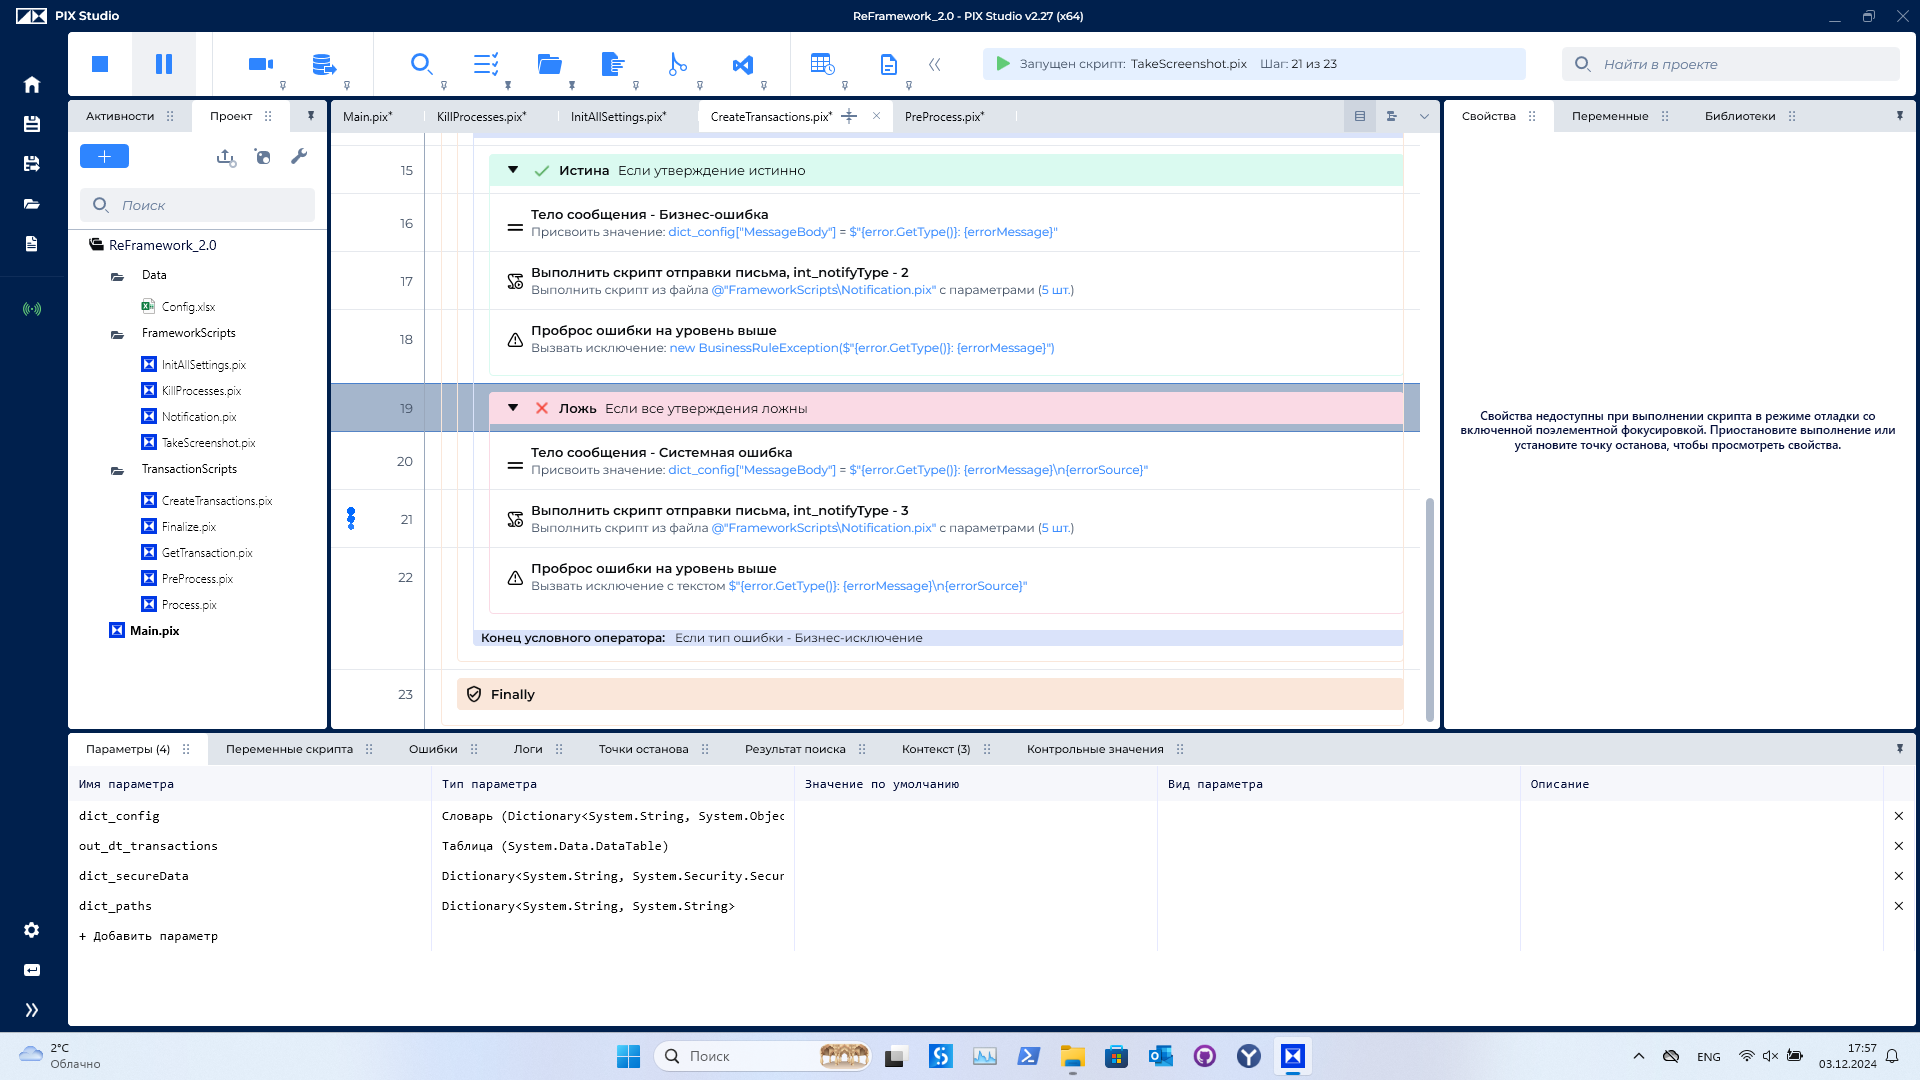 PIX Studio
ReFramework_2.0 - PIX Studio v2.27 (x64)
Запущен скрипт: TakeScreenshot.pix Шаг: 21 из 23
Найти в проекте
Активности
Проект
Main.pix*
KillProcesses.pix*
InitAllSettings.pix*
CreateTransactions.pix*
PreProcess.pix*
Свойства
Переменные
Библиотеки
Поиск
ReFramework_2.0
Data
Config.xlsx
FrameworkScripts
InitAllSettings.pix
KillProcesses.pix
Notification.pix
TakeScreenshot.pix
TransactionScripts
CreateTransactions.pix
Finalize.pix
GetTransaction.pix
PreProcess.pix
Process.pix
Main.pix
15 Истина Если утверждение истинно
16 Тело сообщения - Бизнес-ошибка
Присвоить значение: dict_config["MessageBody"] = $"{error.GetType()}: {errorMessage}"
17 Выполнить скрипт отправки письма, int_notifyType - 2
Выполнить скрипт из файла @"FrameworkScripts\Notification.pix" с параметрами (5 шт.)
18 Проброс ошибки на уровень выше
Вызвать исключение: new BusinessRuleException($"{error.GetType()}: {errorMessage}")
19 Ложь Если все утверждения ложны
20 Тело сообщения - Системная ошибка
Присвоить значение: dict_config["MessageBody"] = $"{error.GetType()}: {errorMessage}\n{errorSource}"
21 Выполнить скрипт отправки письма, int_notifyType - 3
Выполнить скрипт из файла @"FrameworkScripts\Notification.pix" с параметрами (5 шт.)
22 Проброс ошибки на уровень выше
Вызвать исключение с текстом $"{error.GetType()}: {errorMessage}\n{errorSource}"
Конец условного оператора: Если тип ошибки - Бизнес-исключение
23 Finally
Свойства недоступны при выполнении скрипта в режиме отладки со
включенной поэлементной фокусировкой. Приостановите выполнение или
установите точку останова, чтобы просмотреть свойства.
Параметры (4)
Переменные скрипта
Ошибки
Логи
Точки останова
Результат поиска
Контекст (3)
Контрольные значения
Имя параметра Тип параметра Значение по умолчанию Вид параметра Описание
dict_config Словарь (Dictionary<System.String, System.Objec
out_dt_transactions Таблица (System.Data.DataTable)
dict_secureData Dictionary<System.String, System.Security.Secur
dict_paths Dictionary<System.String, System.String>
+ Добавить параметр
2°C
Облачно
Поиск
ENG
17:57
03.12.2024